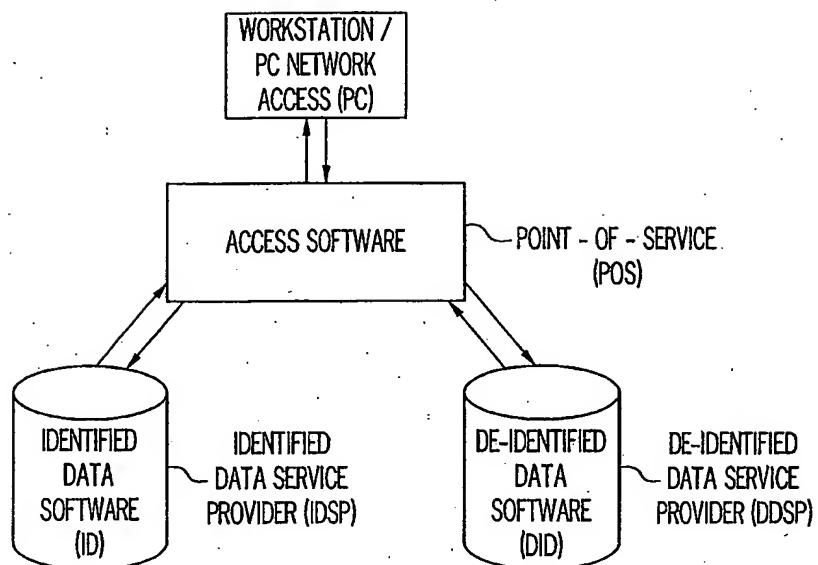 WORKSTATION /
PC NETWORK
ACCESS (PC)
ACCESS SOFTWARE
POINT - OF - SERVICE
(POS)
IDENTIFIED
DATA
SOFTWARE
(ID)
IDENTIFIED
DATA SERVICE
PROVIDER (IDSP)
DE-IDENTIFIED
DATA
SOFTWARE
(DID)
DE-IDENTIFIED
DATA SERVICE
PROVIDER (DDSP)